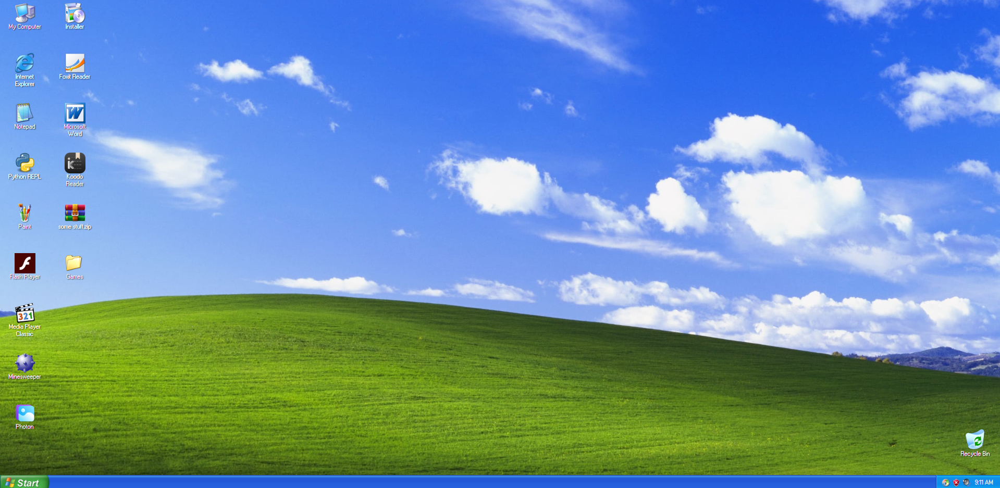 My Computer
Installer
Internet
Explorer
Foxit Reader
Notepad
W
Microsoft
Word
Python REPL
k
Koodo
Reader
Paint
some stuff.zip
Flash Player
Games
321
Media Player
Classic
Minesweeper
Photon
Recycle Bin
Start
9:11 AM